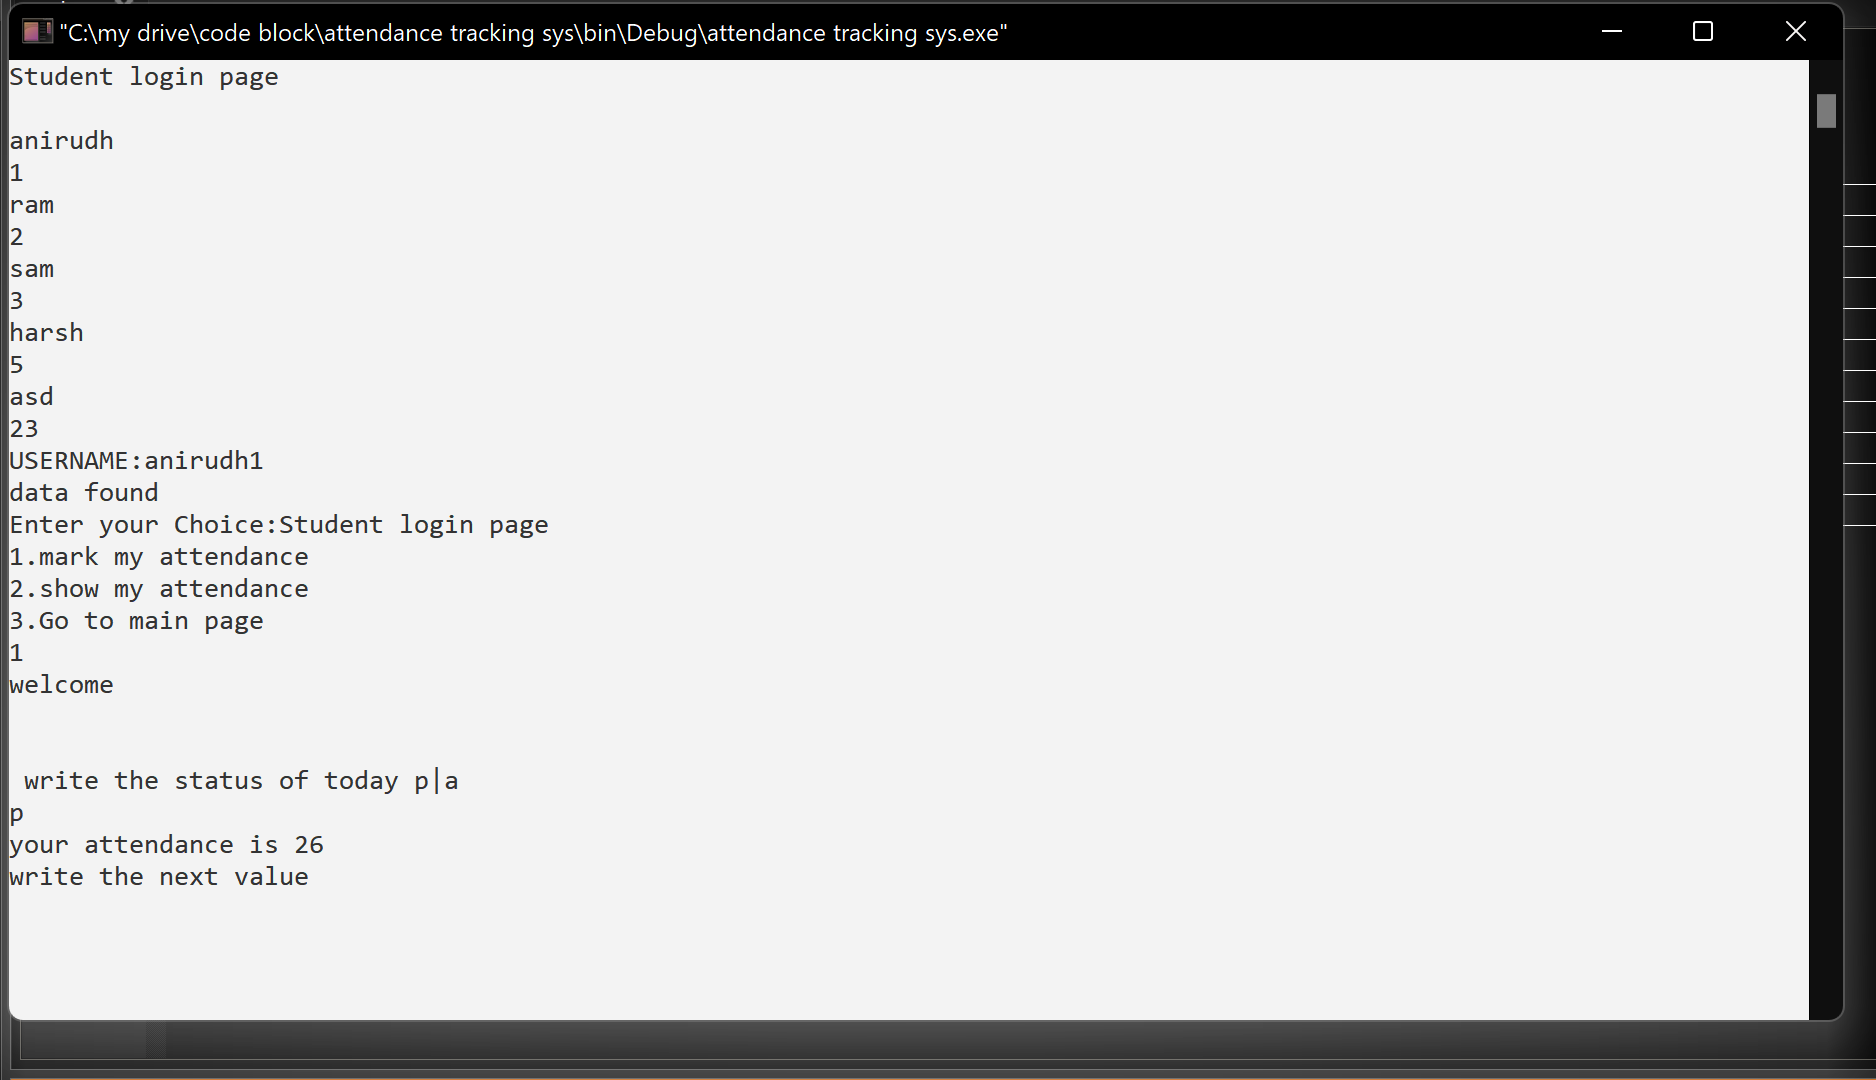 "C:\my drive\code block\attendance tracking sys\bin\Debug\attendance tracking sys.exe"
Student login page
anirudh
1
ram
2
sam
3
harsh
5
asd
23
USERNAME:anirudh1
data found
Enter your Choice:Student login page
1.mark my attendance
2.show my attendance
3.Go to main page
1
welcome
write the status of today p|a
p
your attendance is 26
write the next value